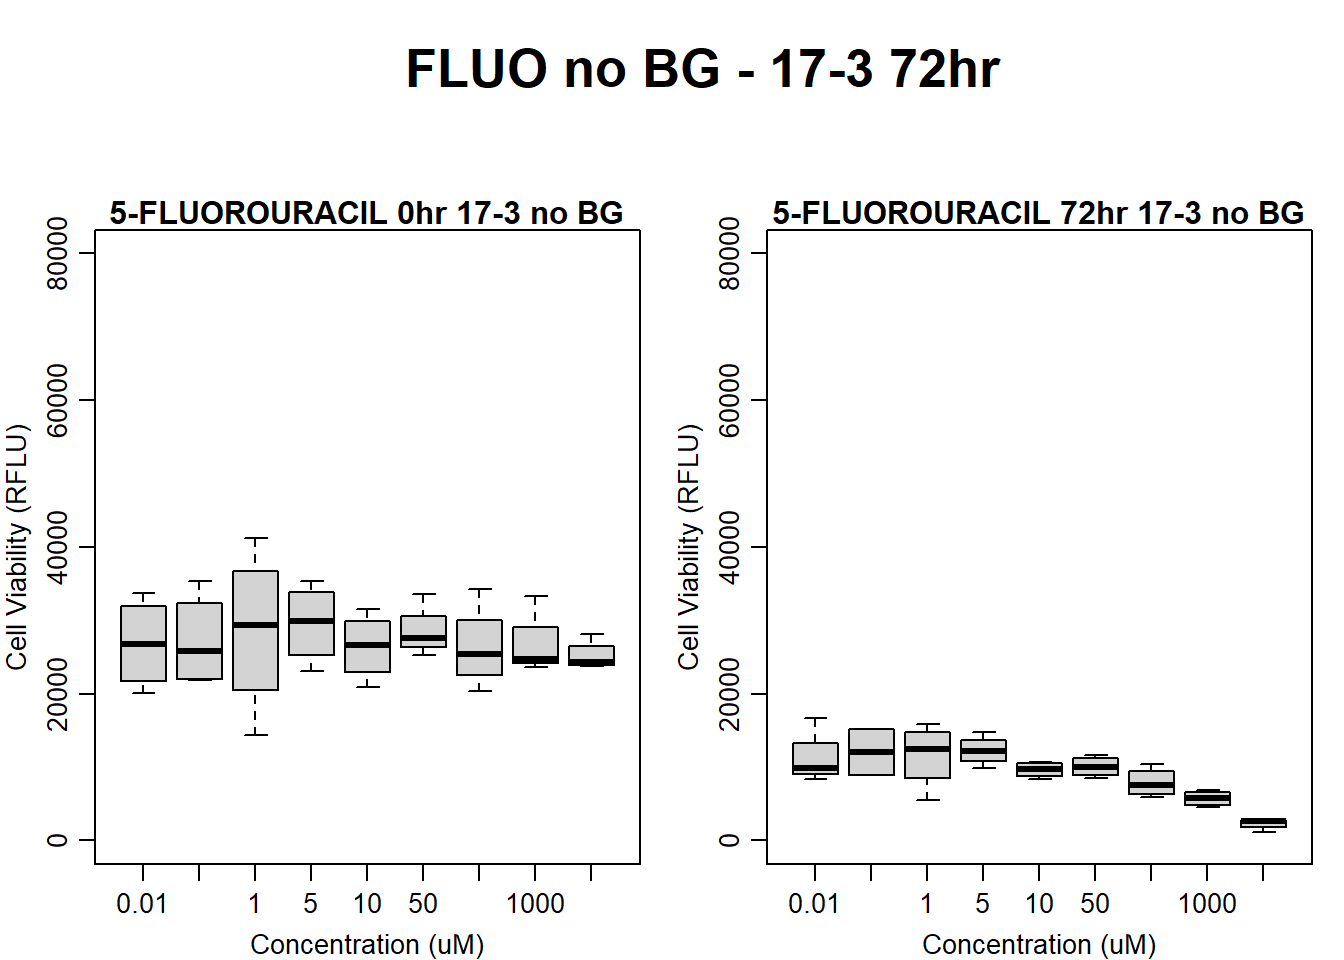 FLUO no BG - 17-3 72hr
5-FLUOROURACIL 0hr 17-3 no BG
80000
60000
40000
20000
0
Cell Viability (RFLU)
0.01 1 5 10 50 1000
Concentration (uM)
5-FLUOROURACIL 72hr 17-3 no BG
80000
60000
40000
20000
0
Cell Viability (RFLU)
0.01 1 5 10 50 1000
Concentration (uM)